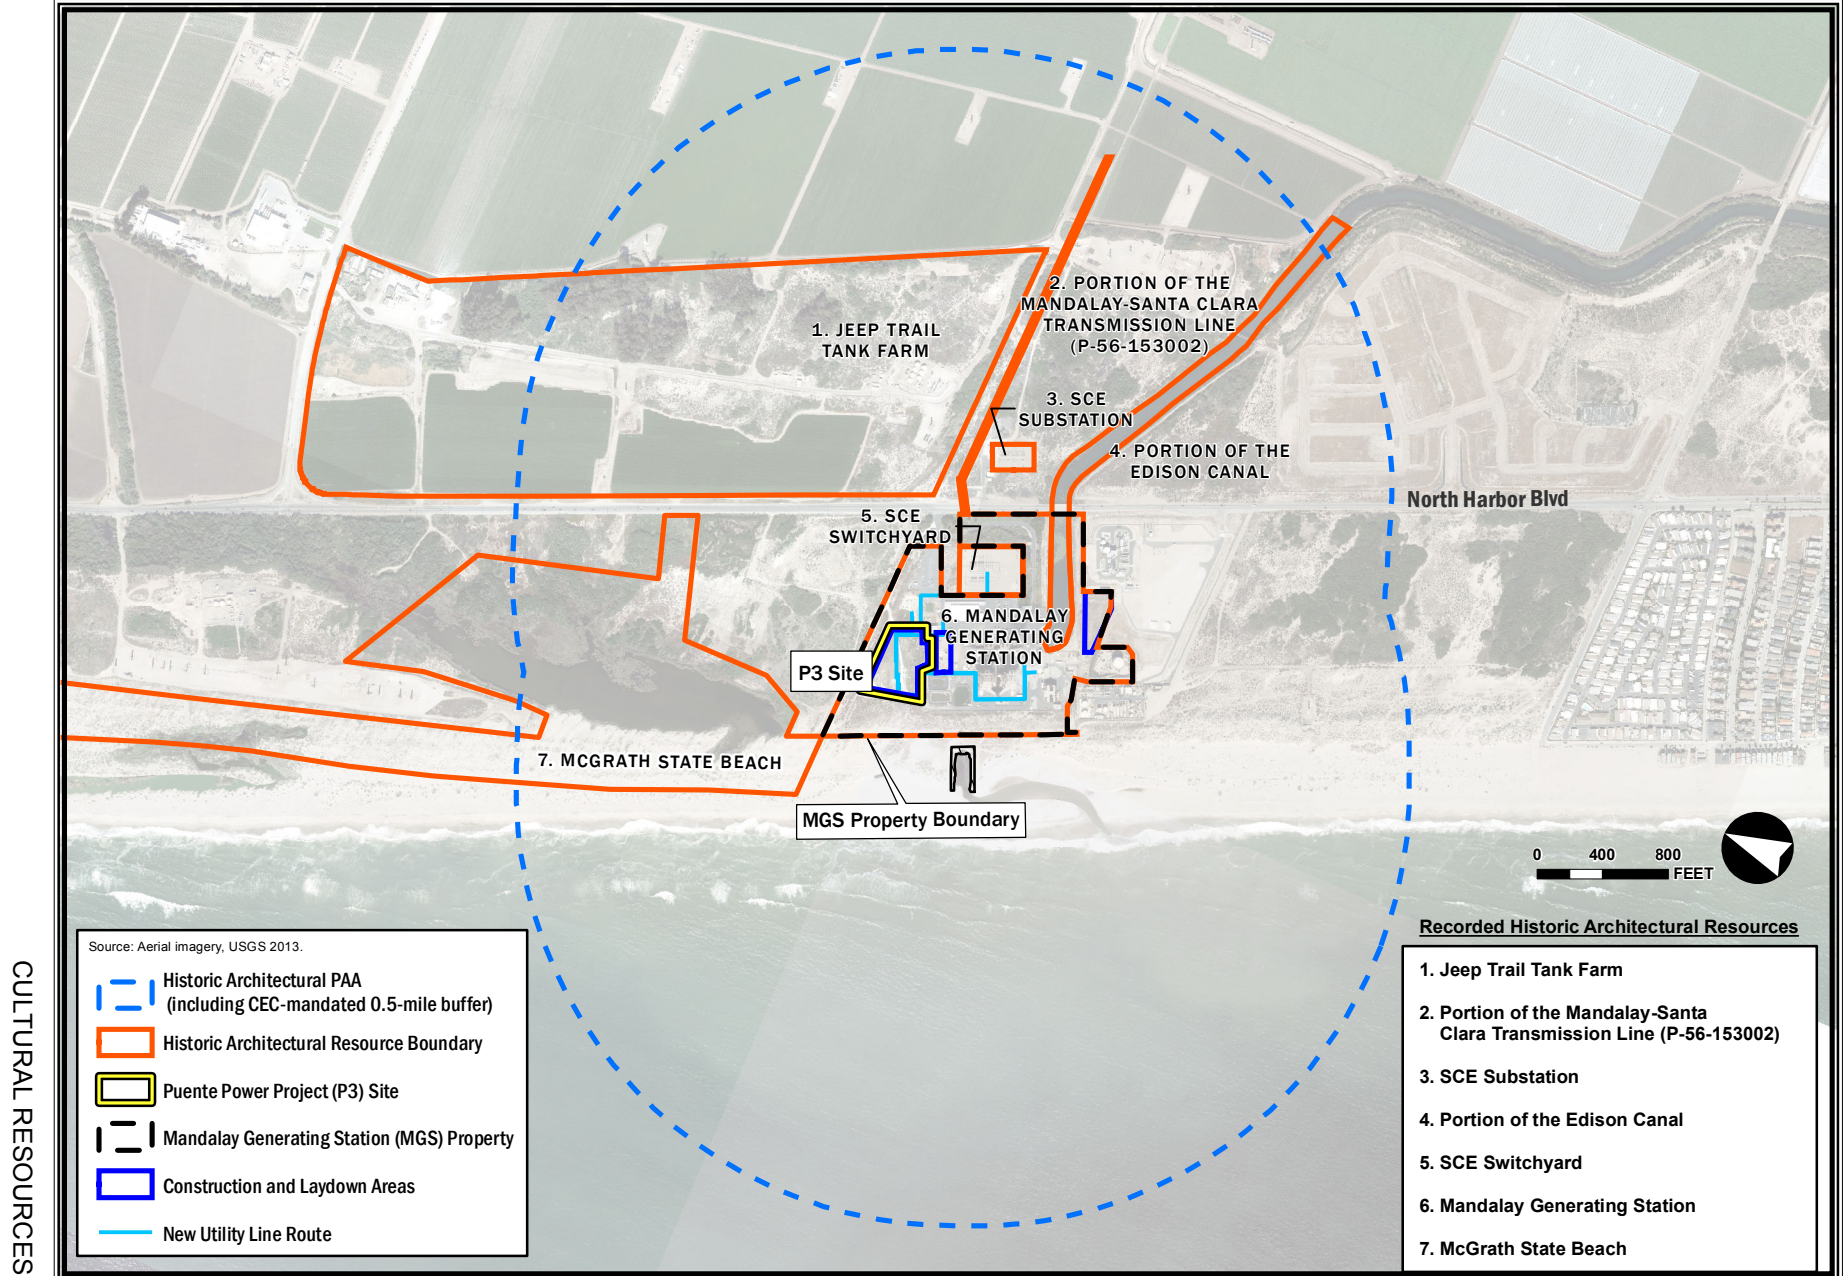 1. JEEP TRAIL
TANK FARM
2. PORTION OF THE
MANDALAY-SANTA CLARA
TRANSMISSION LINE
(P-56-153002)
3. SCE
SUBSTATION
4. PORTION OF THE
EDISON CANAL
North Harbor Blvd
5. SCE
SWITCHYARD
6. MANDALAY
GENERATING
STATION
P3 Site
7. MCGRATH STATE BEACH
MGS Property Boundary
0 400 800
FEET
Source: Aerial imagery, USGS 2013.
Historic Architectural PAA
(including CEC-mandated 0.5-mile buffer)
Historic Architectural Resource Boundary
Puente Power Project (P3) Site
Mandalay Generating Station (MGS) Property
Construction and Laydown Areas
New Utility Line Route
Recorded Historic Architectural Resources
1. Jeep Trail Tank Farm
2. Portion of the Mandalay-Santa
Clara Transmission Line (P-56-153002)
3. SCE Substation
4. Portion of the Edison Canal
5. SCE Switchyard
6. Mandalay Generating Station
7. McGrath State Beach
CULTURAL RESOURCES